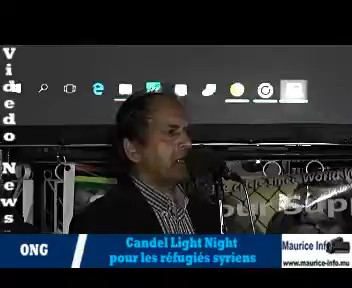 Videdo News
ONG
Candel Light Night
pour les réfugiés syriens
Maurice Info
www.maurice-info.mu